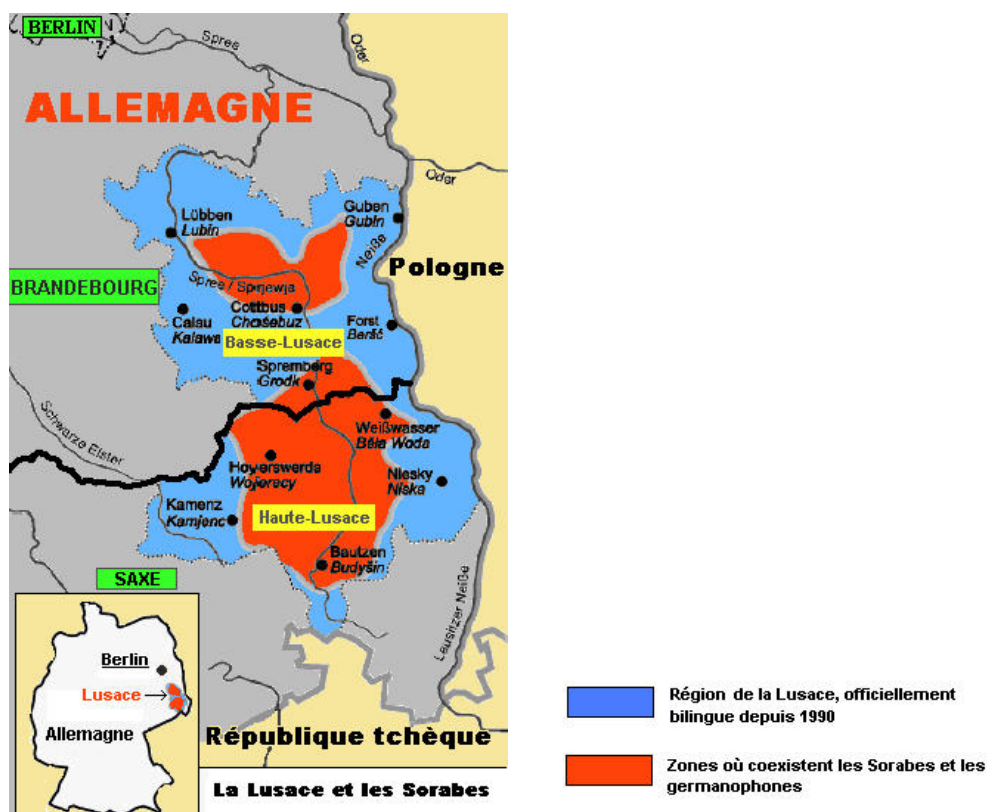 BERLIN
Spree
Oder
ALLEMAGNE
Oder
Lübben
Lubin
Guben
Gubin
Neiße
Pologne
BRANDEBOURG
Spree /
Cottbus
Chośebuz
Calau
Kalawa
Forst
Baršć
Basse-Lusace
Spremberg
Grodk
Schwarze Elster
Weißwasser
Běla Woda
Hoyerswerda
Wojerecy
Niesky
Niska
Kamenz
Kamjenc
Haute-Lusace
Bautzen
Budyšin
SAXE
Lausitzer Neiße
Berlin
Lusace
Allemagne
République tchèque
La Lusace et les Sorabes
Région de la Lusace, officiellement
bilingue depuis 1990
Zones où coexistent les Sorabes et les
germanophones